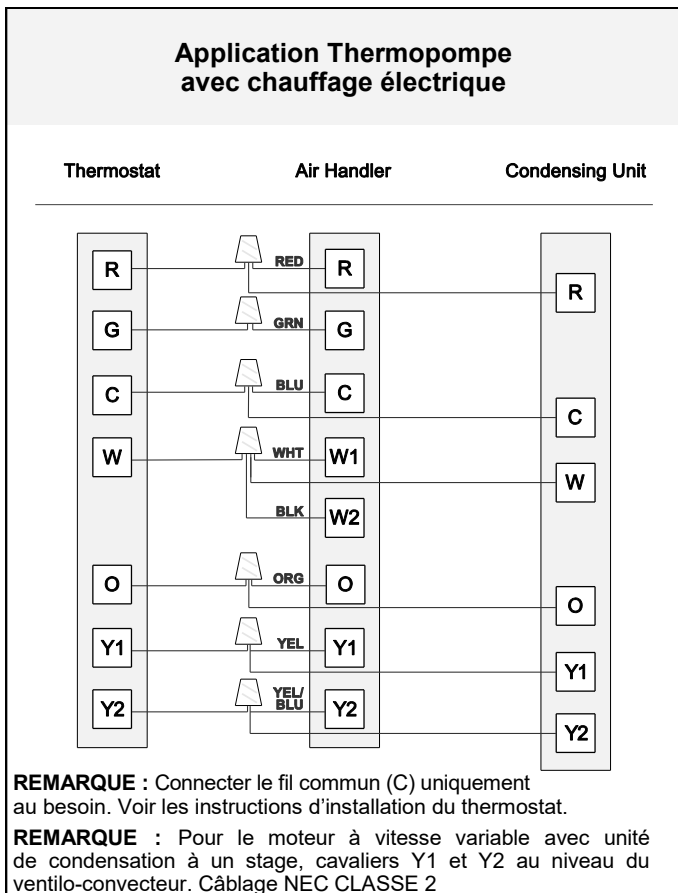 Application Thermopompe
avec chauffage électrique
Thermostat Air Handler Condensing Unit
R RED R
R
G GRN G
C BLU C
C
W WHT W1
W
BLK W2
O ORG O
O
Y1 YEL Y1
Y1
Y2 YEL/ Y2
BLU
Y2
REMARQUE : Connecter le fil commun (C) uniquement
au besoin. Voir les instructions d’installation du thermostat.
REMARQUE : Pour le moteur à vitesse variable avec unité
de condensation à un stage, cavaliers Y1 et Y2 au niveau du
ventilo-convecteur. Câblage NEC CLASSE 2